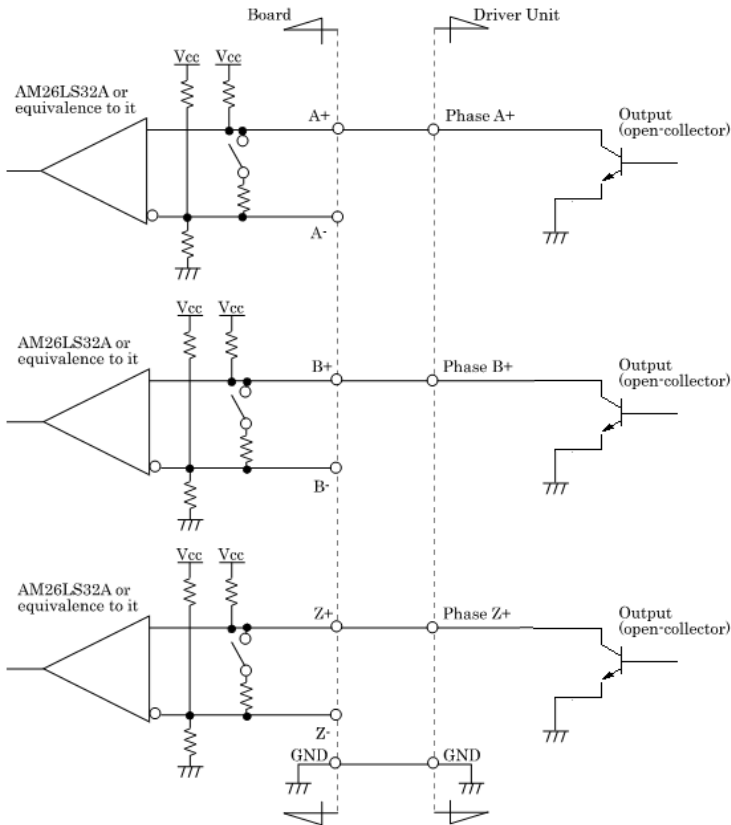 Board
Driver Unit
Vcc
Vcc
AM26LS32A or
equivalence to it
A+
Phase A+
Output
(open-collector)
A-
Vcc
Vcc
AM26LS32A or
equivalence to it
B+
Phase B+
Output
(open-collector)
B-
Vcc
Vcc
AM26LS32A or
equivalence to it
Z+
Phase Z+
Output
(open-collector)
Z-
GND
GND